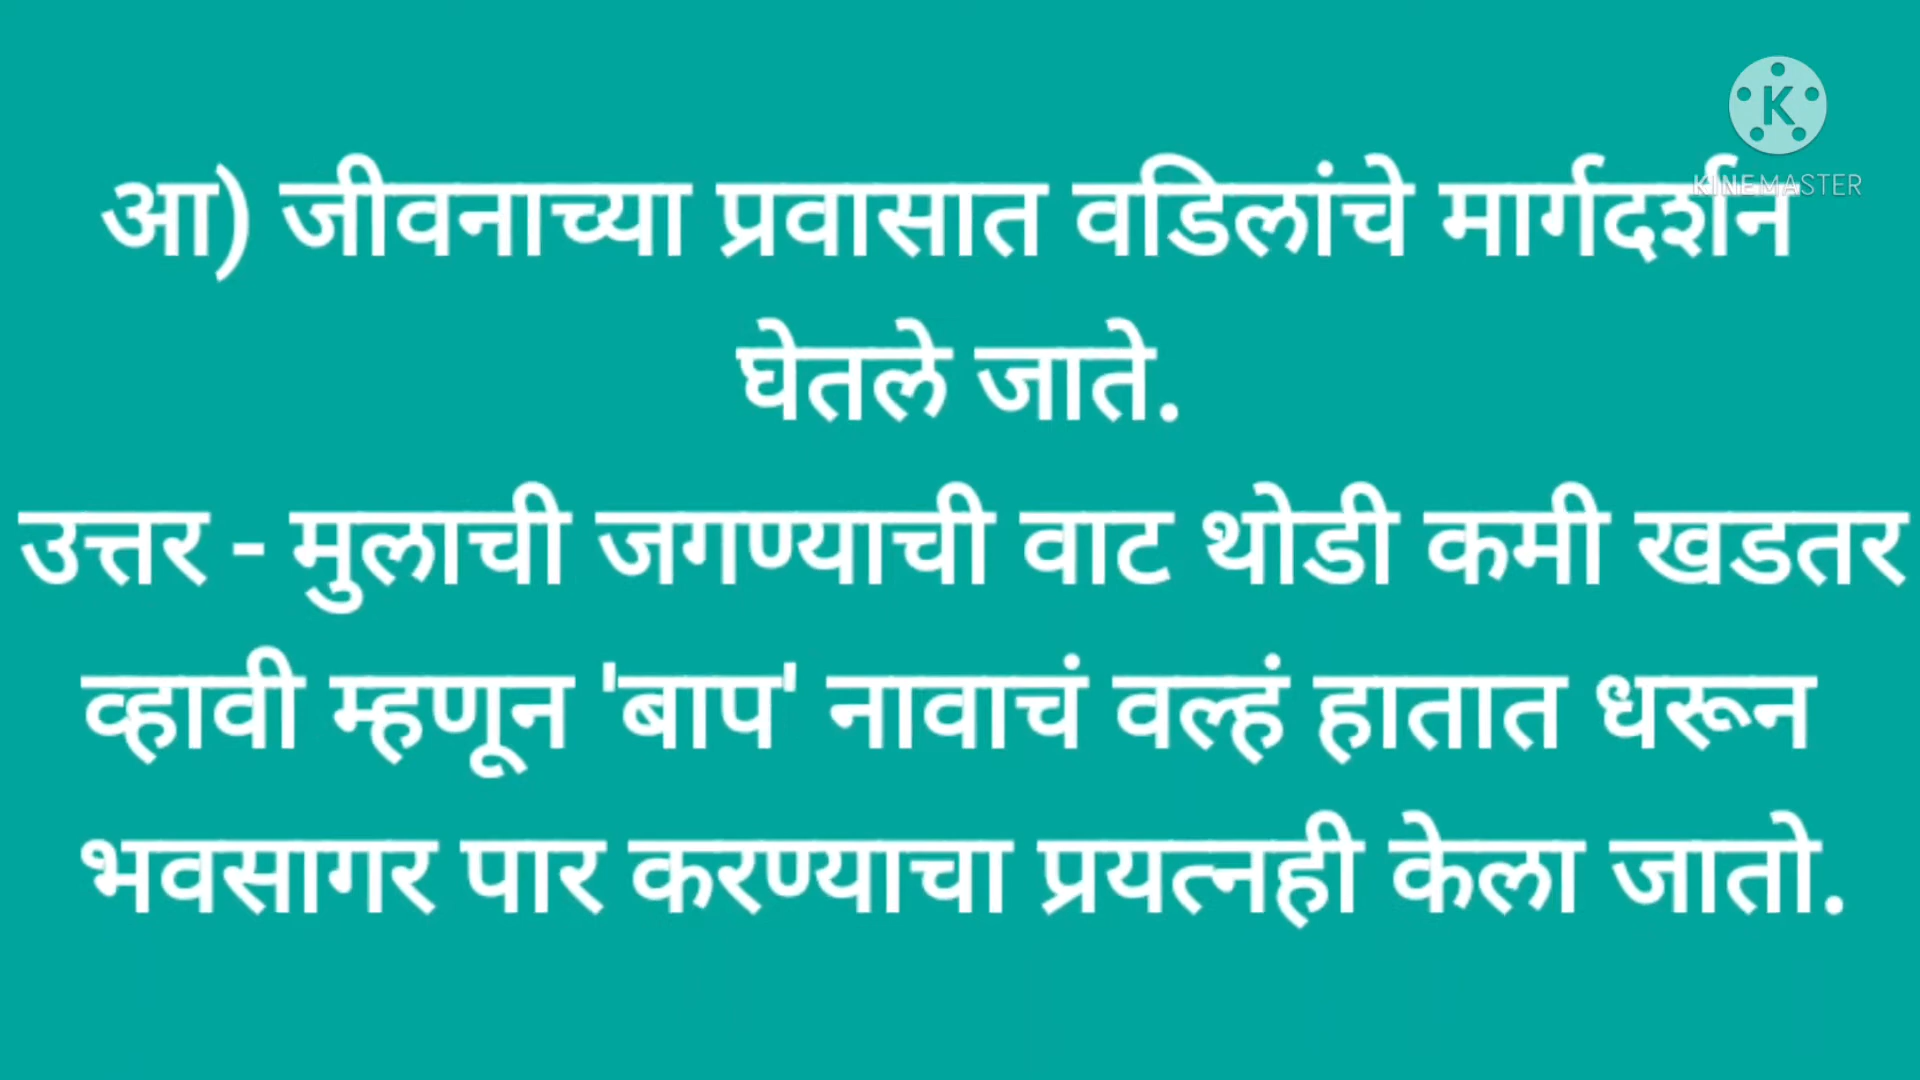 K
KINEMASTER
आ) जीवनाच्या प्रवासात वडिलांचे मार्गदर्शन
घेतले जाते.
उत्तर - मुलाची जगण्याची वाट थोडी कमी खडतर
व्हावी म्हणून 'बाप' नावाचं वल्हं हातात धरून
भवसागर पार करण्याचा प्रयत्नही केला जातो.